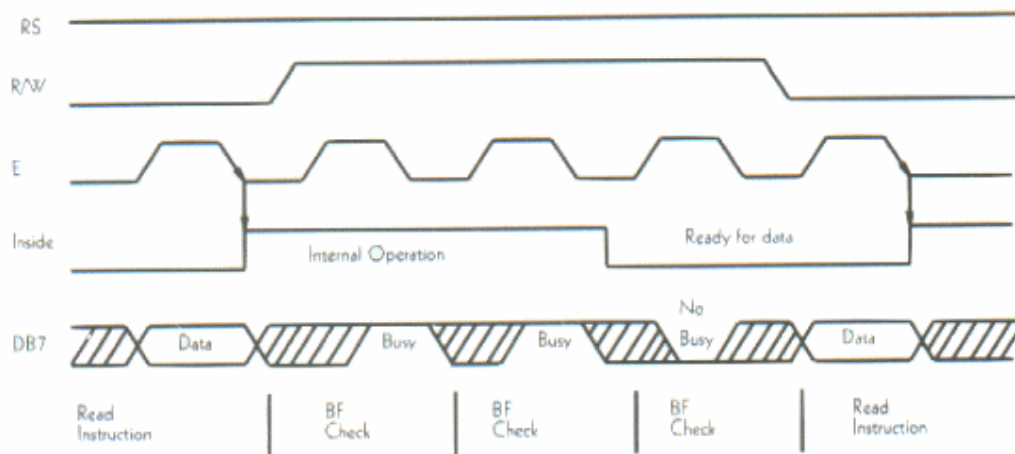 RS
R/W
E
Inside
Internal Operation
Ready for data
DB7
Data
Busy
Busy
No
Busy
Data
Read
Instruction
BF
Check
BF
Check
BF
Check
Read
Instruction